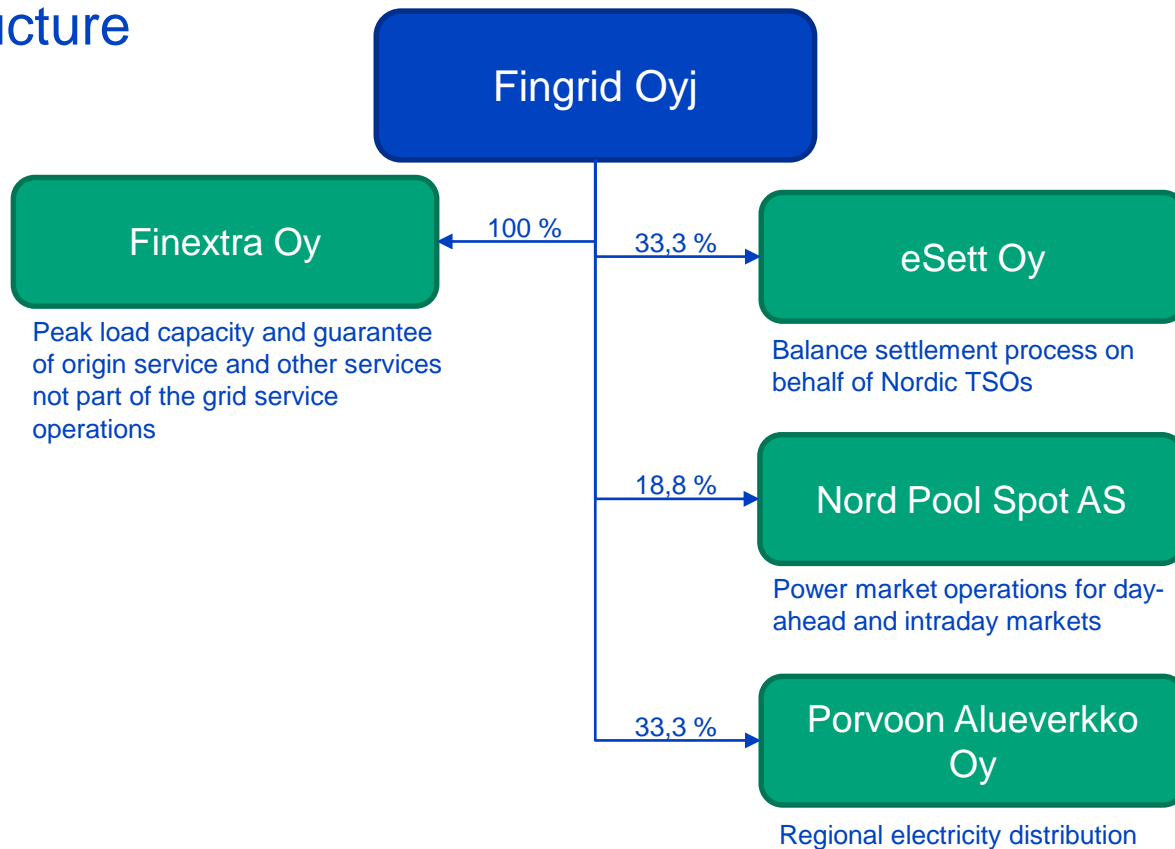 ucture
Fingrid Oyj
Finextra Oy
100 %
33,3 %
eSett Oy
Peak load capacity and guarantee
of origin service and other services
not part of the grid service
operations
Balance settlement process on
behalf of Nordic TSOs
18,8 %
Nord Pool Spot AS
Power market operations for day-
ahead and intraday markets
33,3 %
Porvoon Alueverkko
Oy
Regional electricity distribution